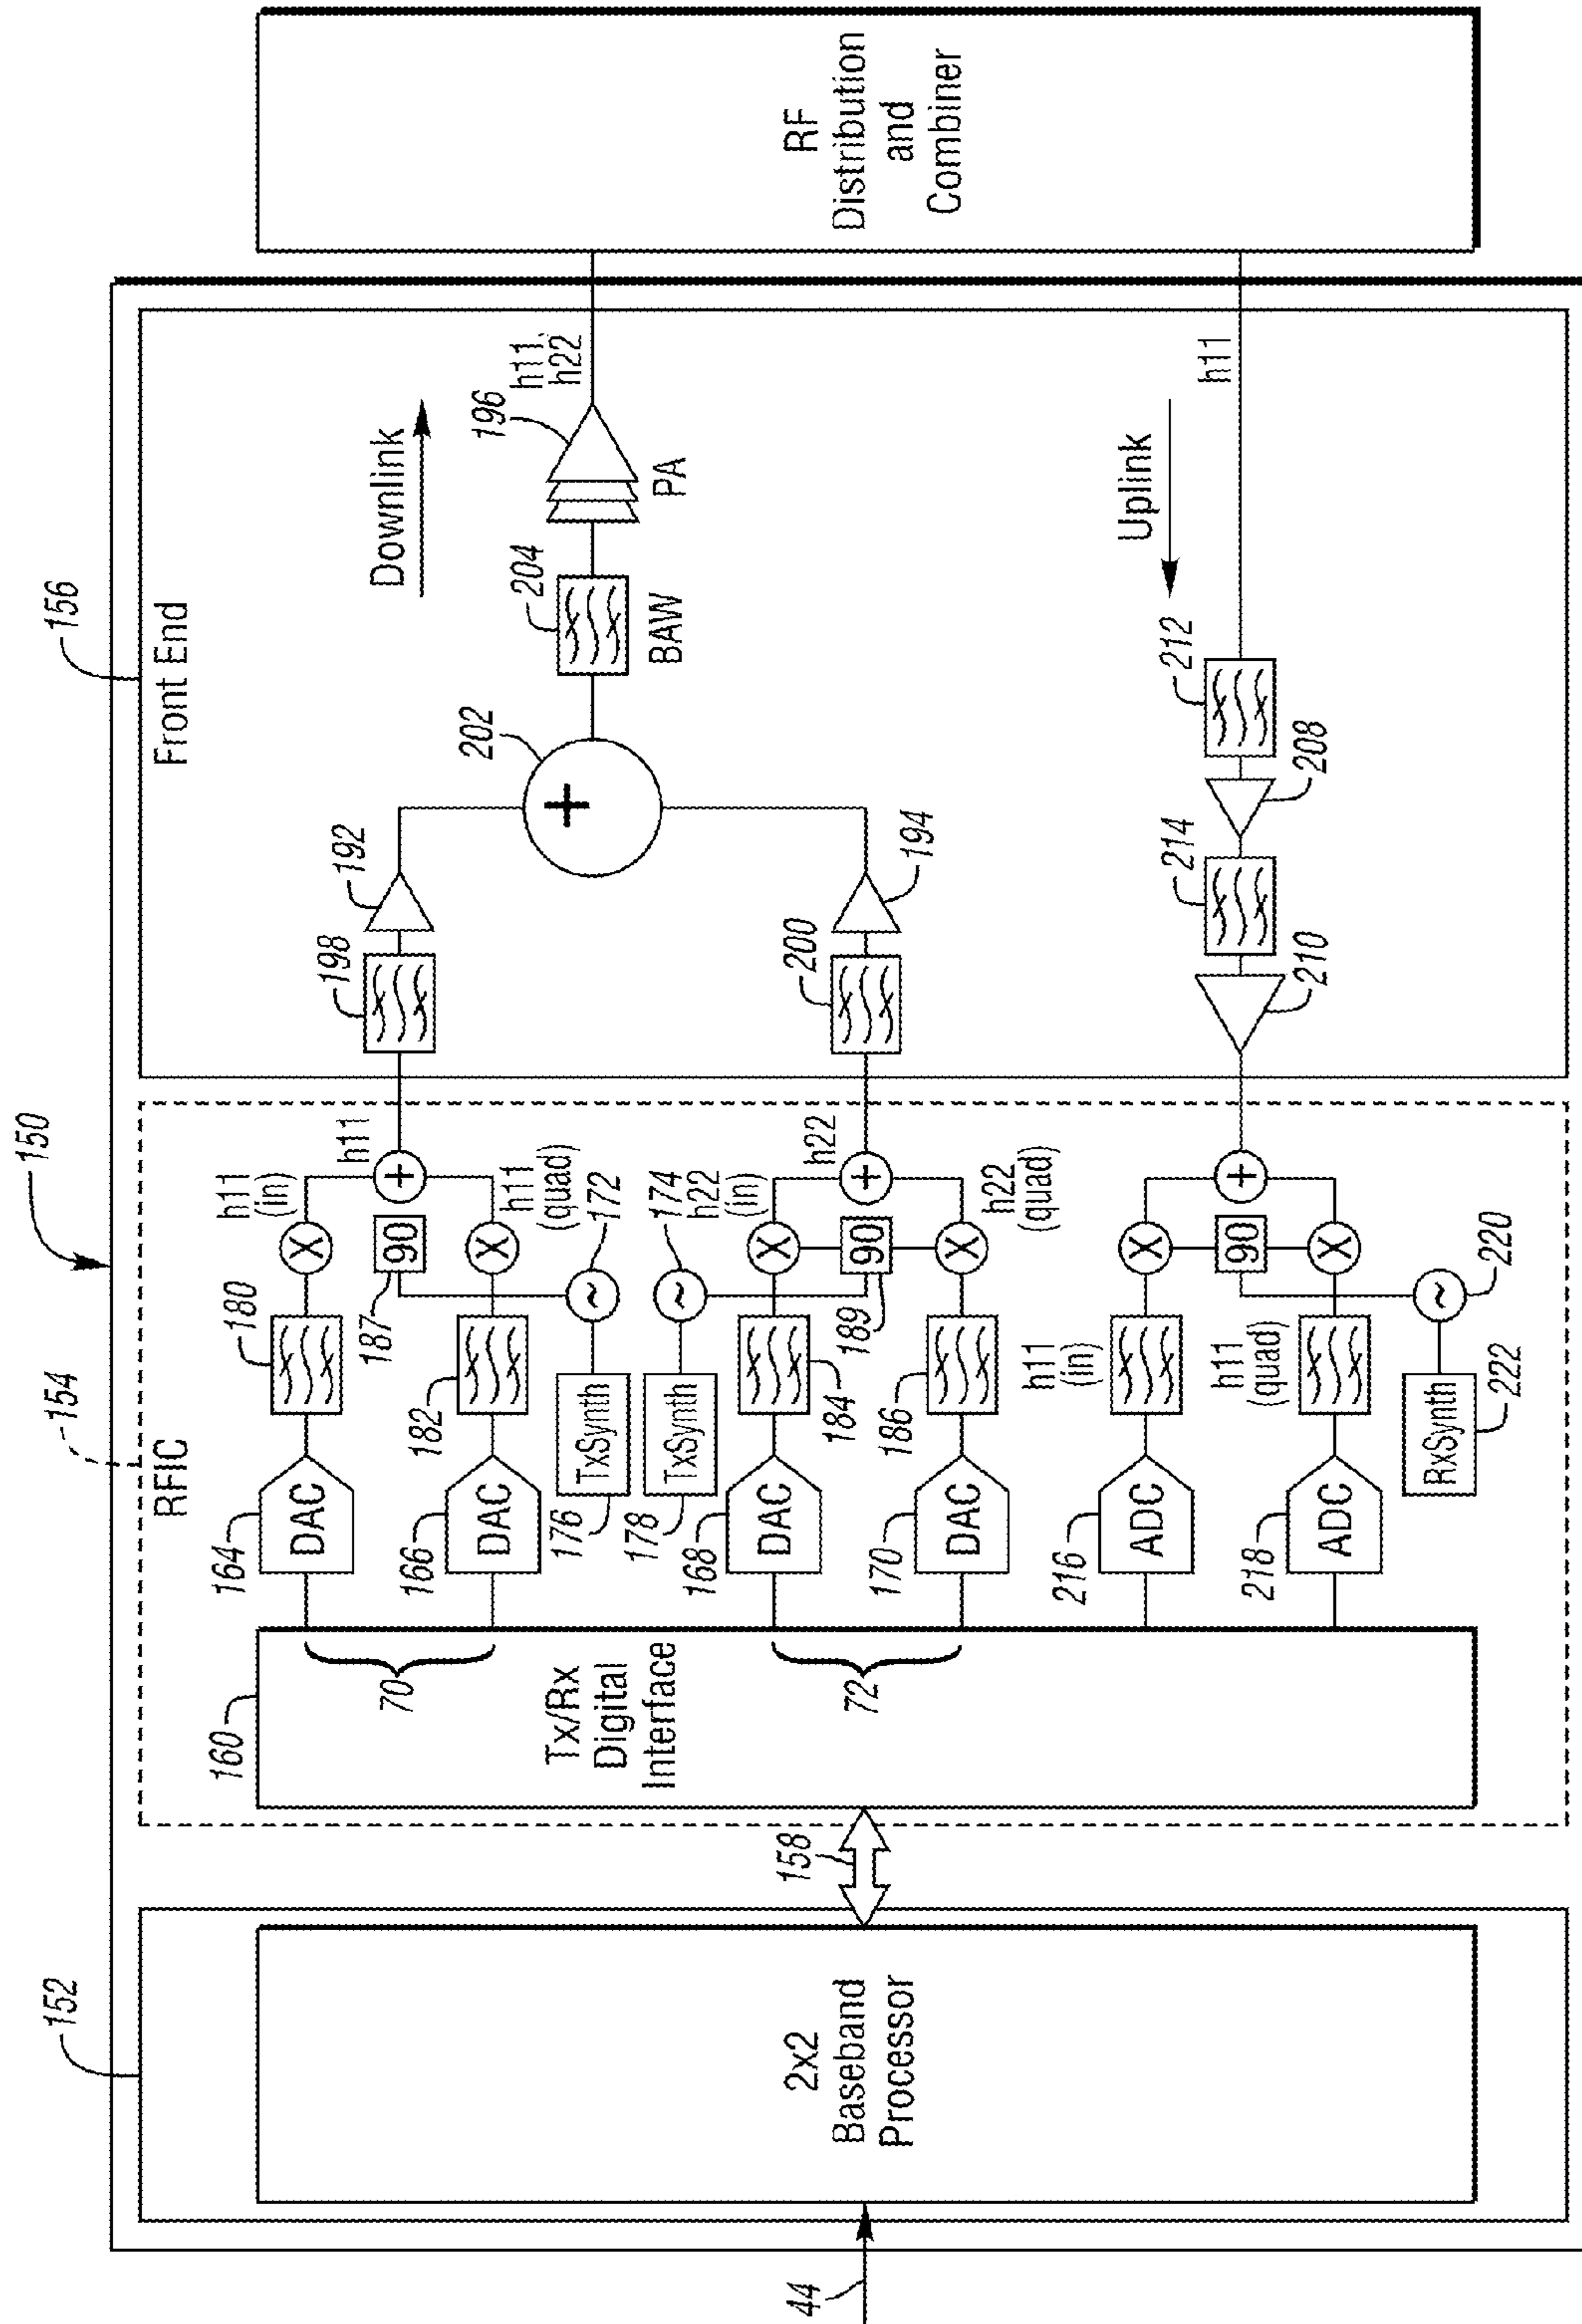 150
152
2x2
Baseband
Processor
44
158
154
RFIC
160
Tx/Rx
Digital
Interface
70
72
164
DAC
180
h11
(in)
187
90
h11
166
DAC
182
h11
(quad)
172
176
TxSynth
178
TxSynth
174
h22
(in)
168
DAC
184
189
90
h22
170
DAC
186
h22
(quad)
216
ADC
h11
(in)
90
218
ADC
h11
(quad)
RxSynth
222
220
156
Front End
198
192
202
+
200
194
204
BAW
196
PA
Downlink
h11,
h22
Uplink
h11
212
208
214
210
RF
Distribution
and
Combiner